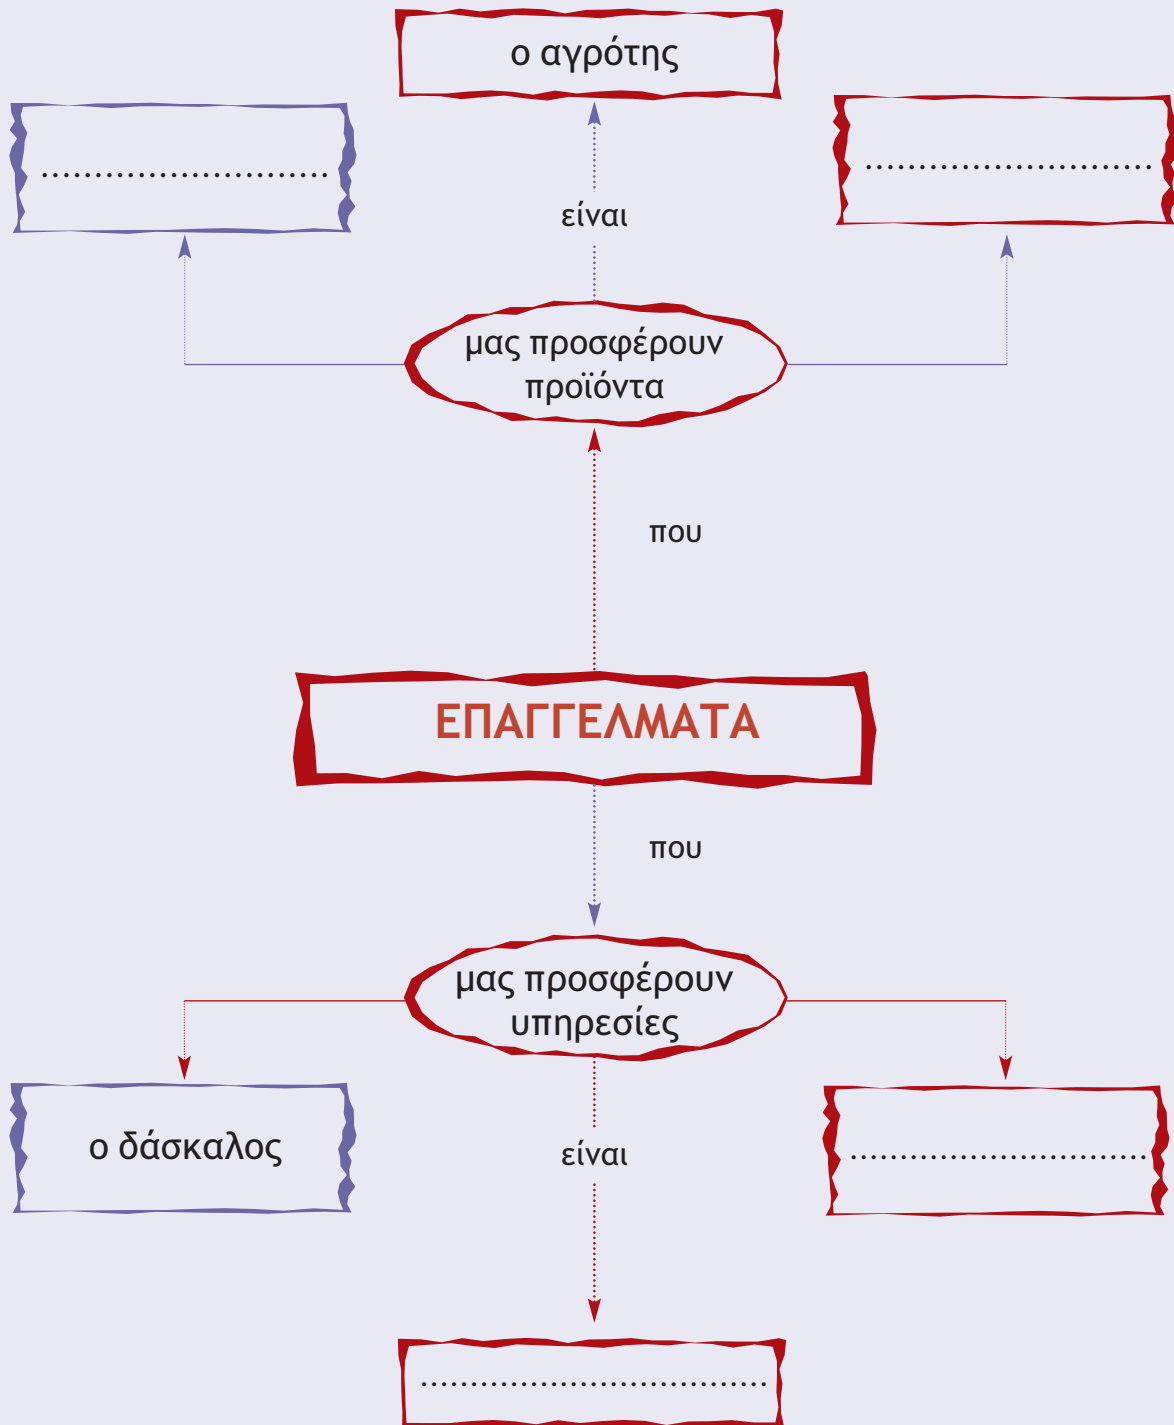 ο αγρότης
...........................
...........................
είναι
μας προσφέρουν
προϊόντα
που
ΕΠΑΓΓΕΛΜΑΤΑ
που
μας προσφέρουν
υπηρεσίες
ο δάσκαλος
είναι
..............................
...................................